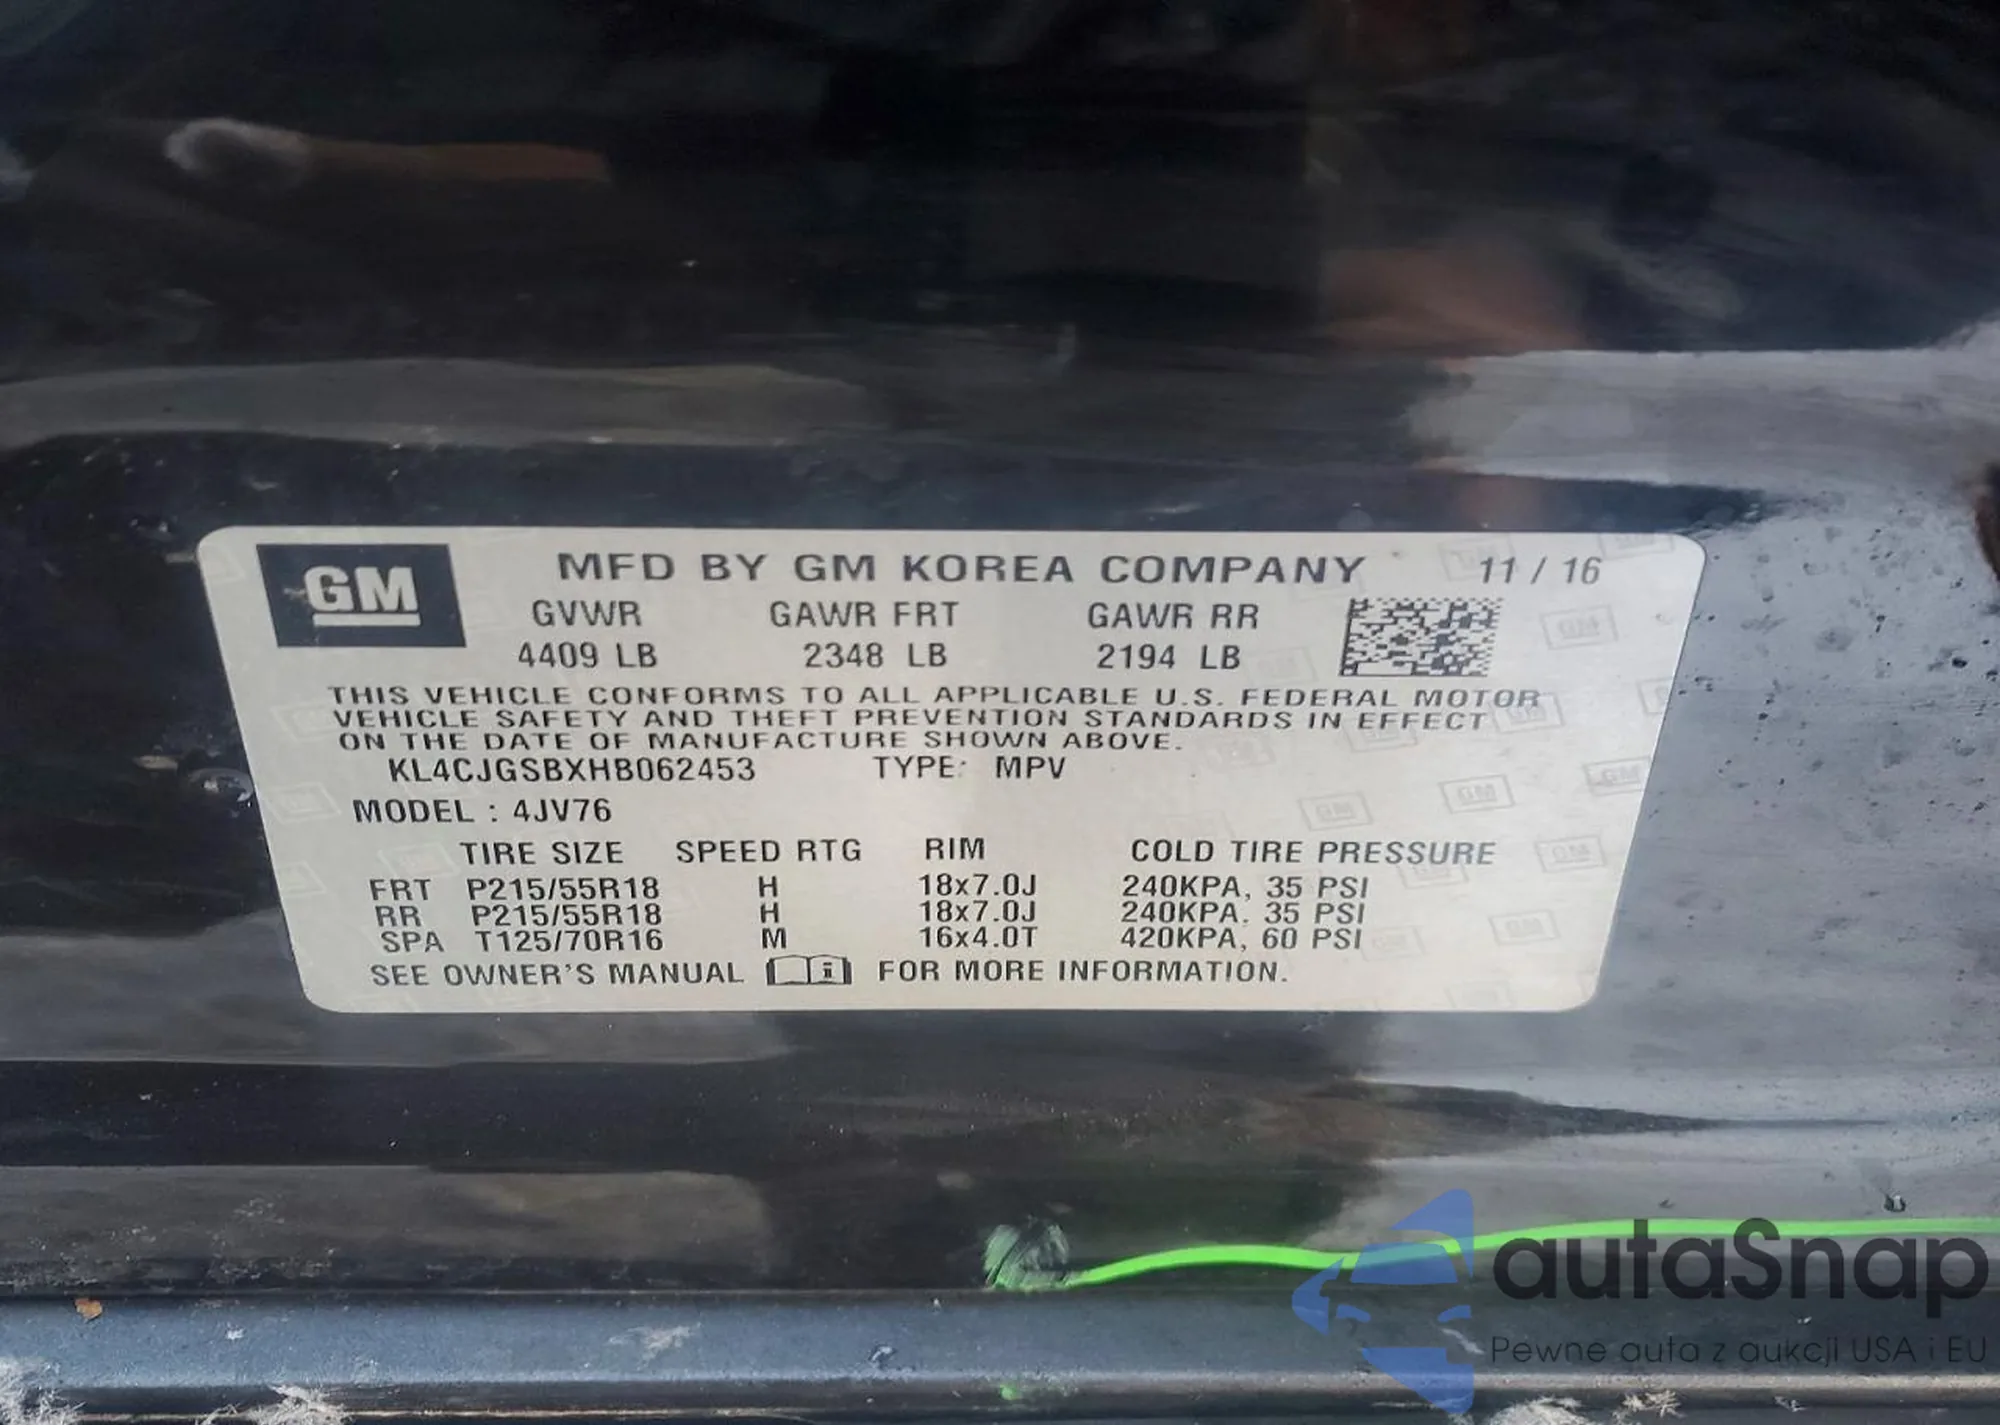 GM
MFD BY GM KOREA COMPANY 11 / 16
GVWR GAWR FRT GAWR RR
4409 LB 2348 LB 2194 LB
THIS VEHICLE CONFORMS TO ALL APPLICABLE U.S. FEDERAL MOTOR
VEHICLE SAFETY AND THEFT PREVENTION STANDARDS IN EFFECT
ON THE DATE OF MANUFACTURE SHOWN ABOVE.
KL4CJGSBXHB062453 TYPE: MPV
MODEL : 4JV76
TIRE SIZE SPEED RTG RIM COLD TIRE PRESSURE
FRT P215/55R18 H 18x7.0J 240KPA, 35 PSI
RR P215/55R18 H 18x7.0J 240KPA. 35 PSI
SPA T125/70R16 M 16x4.0T 420KPA, 60 PSI
SEE OWNER'S MANUAL i FOR MORE INFORMATION.
autaSnap
Pewne auta z aukcji USA i EU